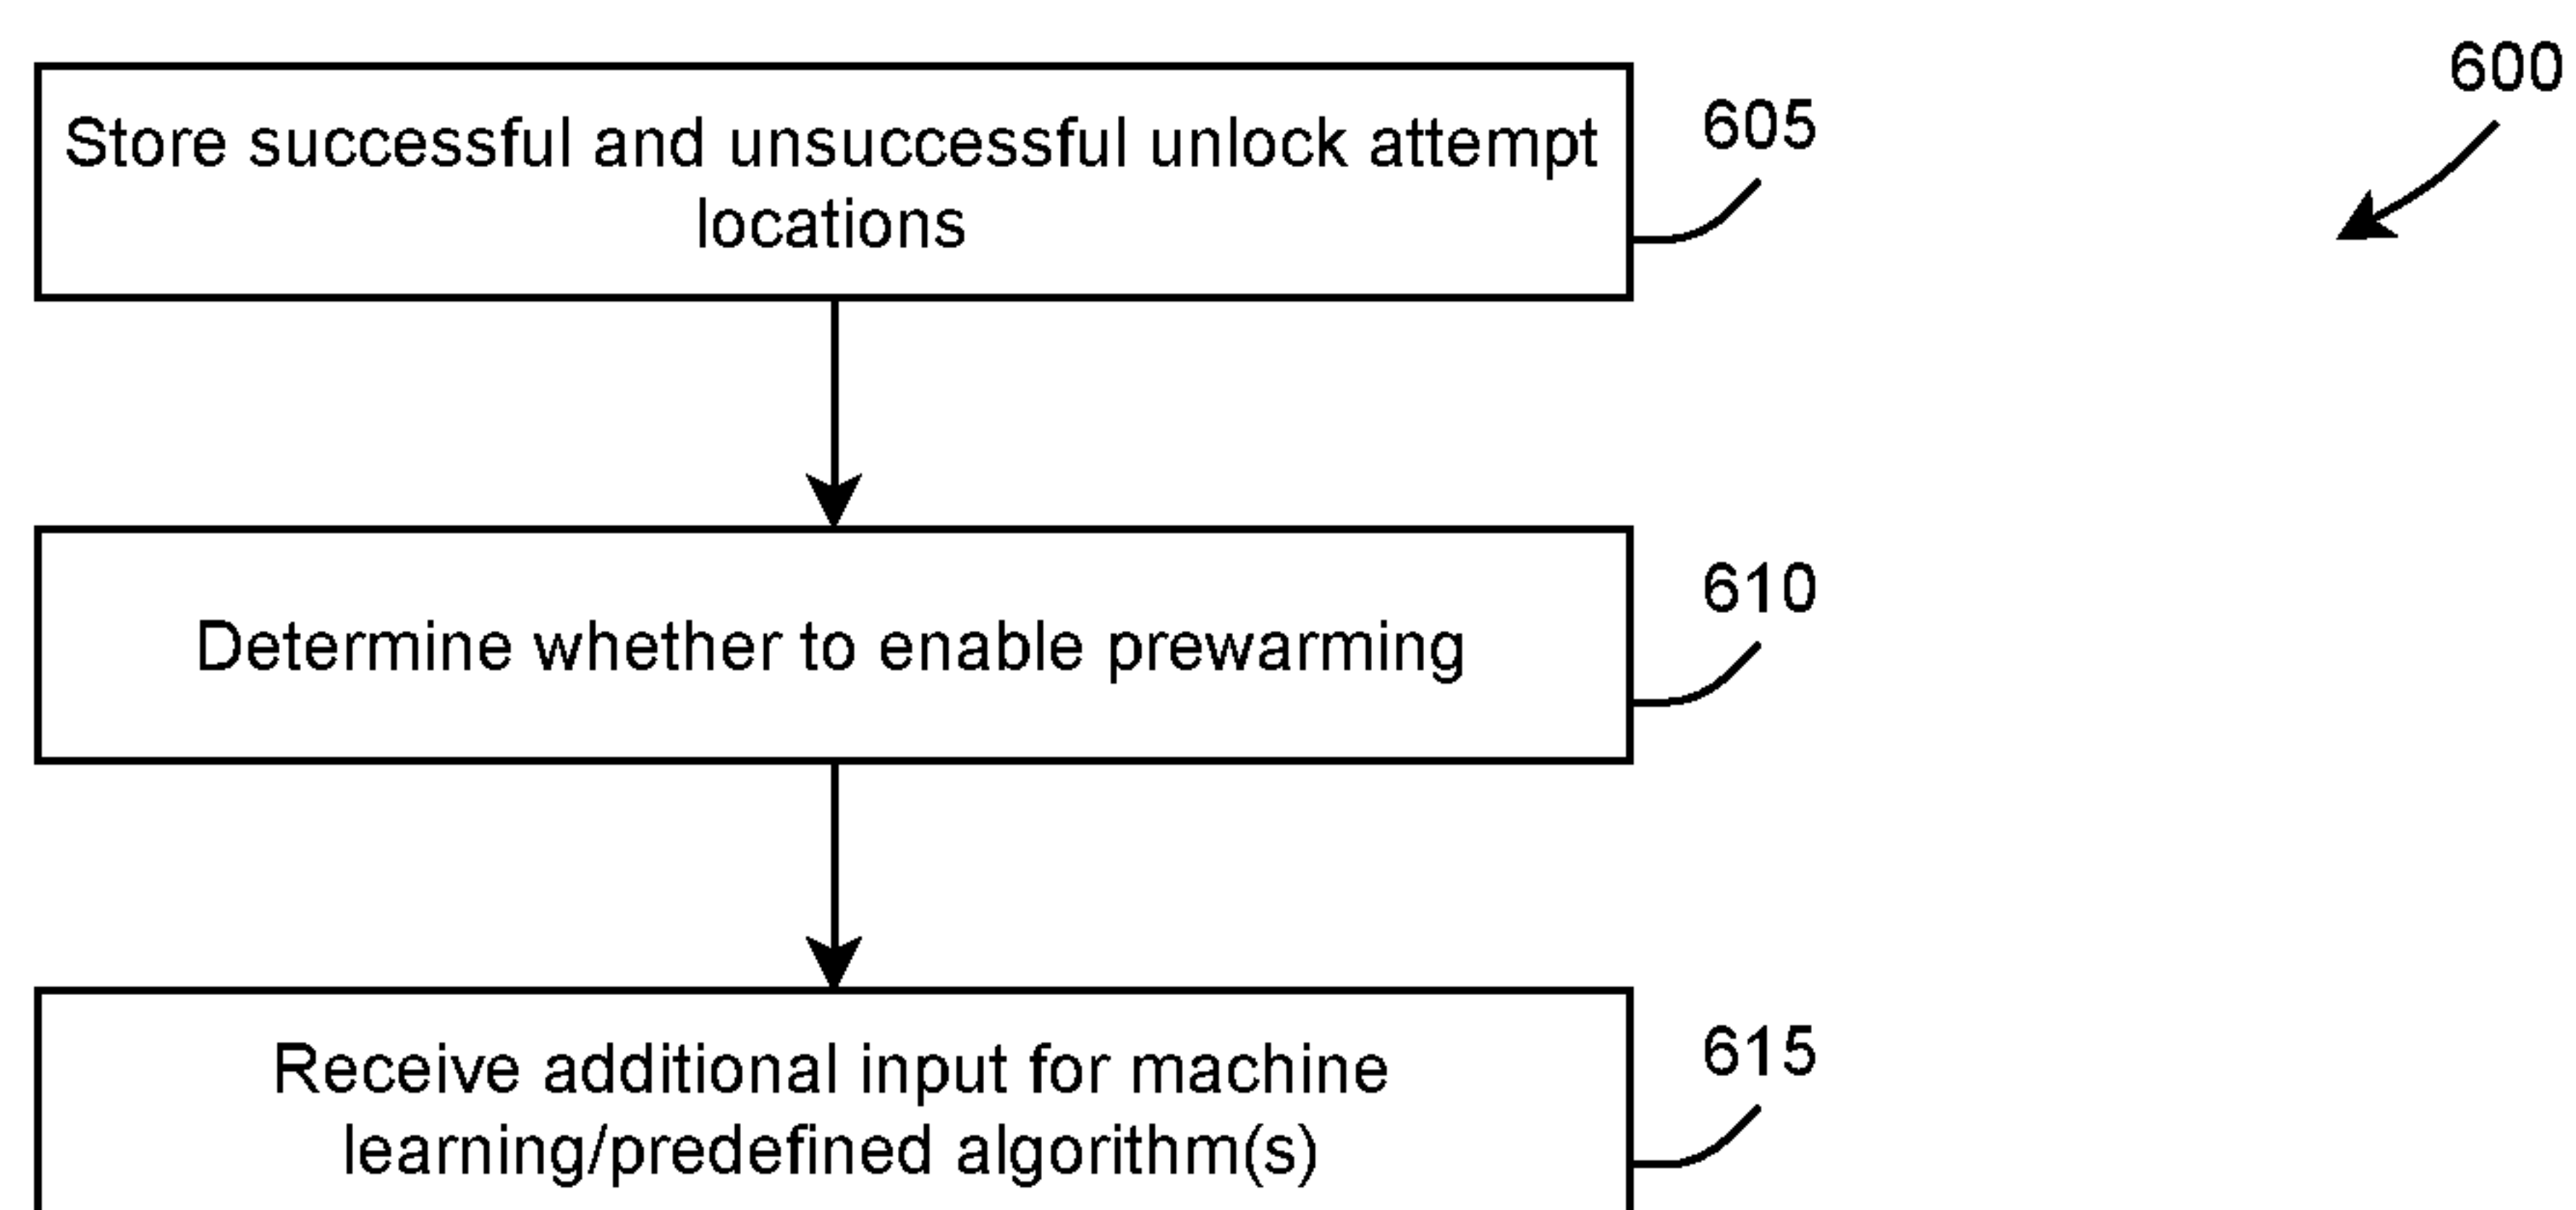 600
Store successful and unsuccessful unlock attempt
locations
605
Determine whether to enable prewarming
610
Receive additional input for machine
learning/predefined algorithm(s)
615